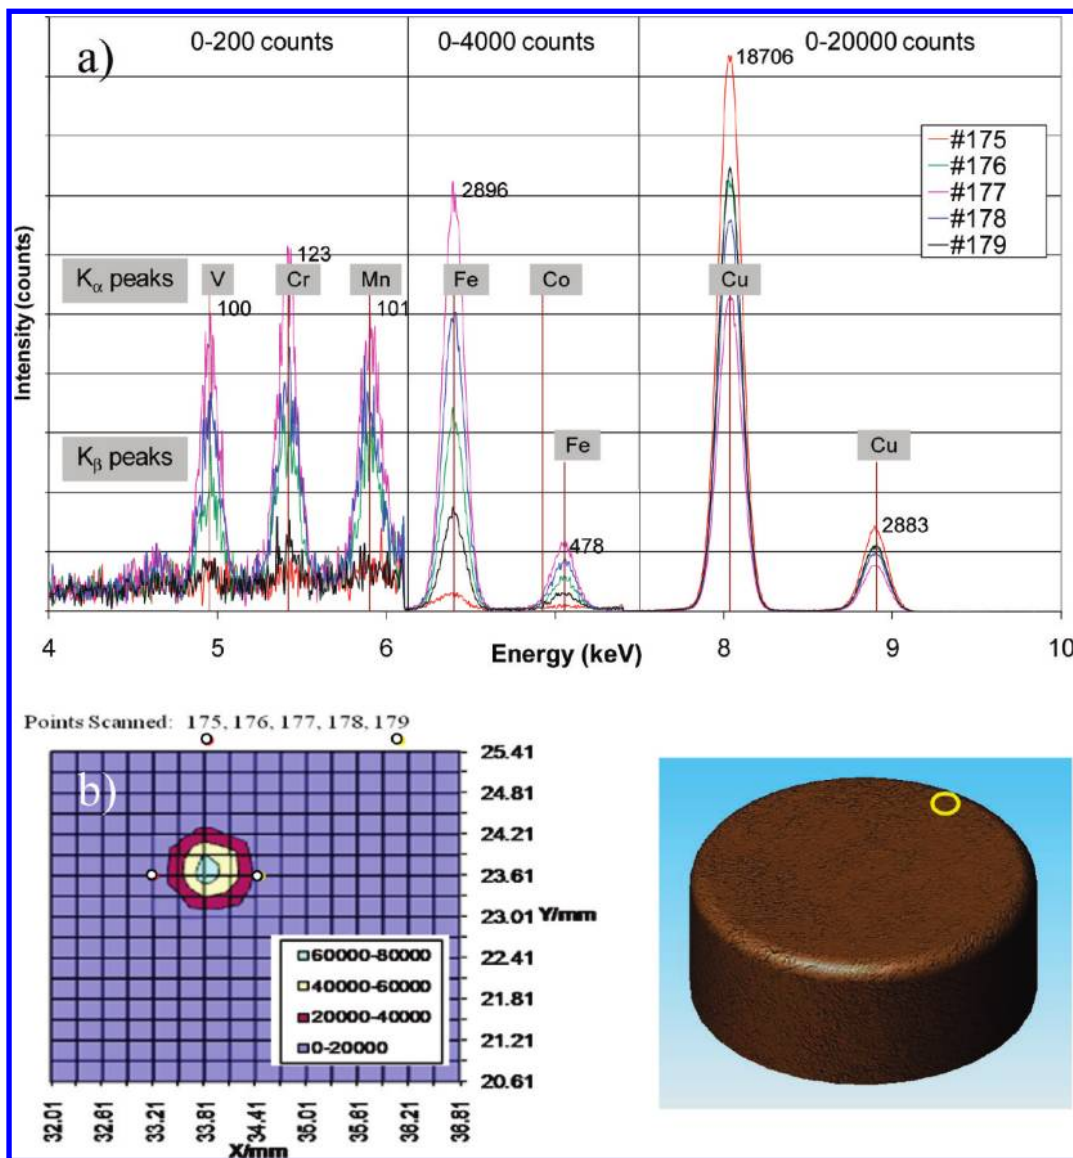 a)
0-200 counts 0-4000 counts 0-20000 counts
18706
#175
#176
#177
#178
#179
2896
123
Kα peaks V Cr Mn Fe Co Cu
100 101
Kβ peaks Fe Cu
478 2883
Intensity (counts)
4 5 6 8 9 10
Energy (keV)
Points Scanned: 175, 176, 177, 178, 179
b)
25.41
24.81
24.21
23.61
23.01 Y/mm
22.41
21.81
21.21
20.61
60000-80000
40000-60000
20000-40000
0-20000
32.01 32.61 33.21 33.81 34.41 35.01 35.61 36.21 36.81
X/mm